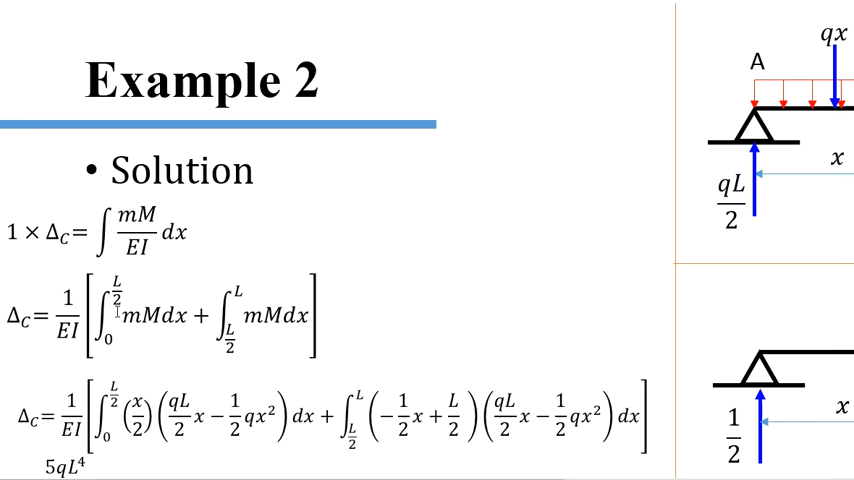 Example 2
• Solution
1 × Δ_C = ∫ mM/EI dx
Δ_C = 1/EI [∫_0^{L/2} mMdx + ∫_{L/2}^L mMdx]
Δ_C = 1/EI [∫_0^{L/2} (x/2) (qL/2 x − 1/2 qx²) dx + ∫_{L/2}^L (−1/2 x + L/2) (qL/2 x − 1/2 qx²) dx]
5qL⁴
qx
A
x
qL/2
x
1/2